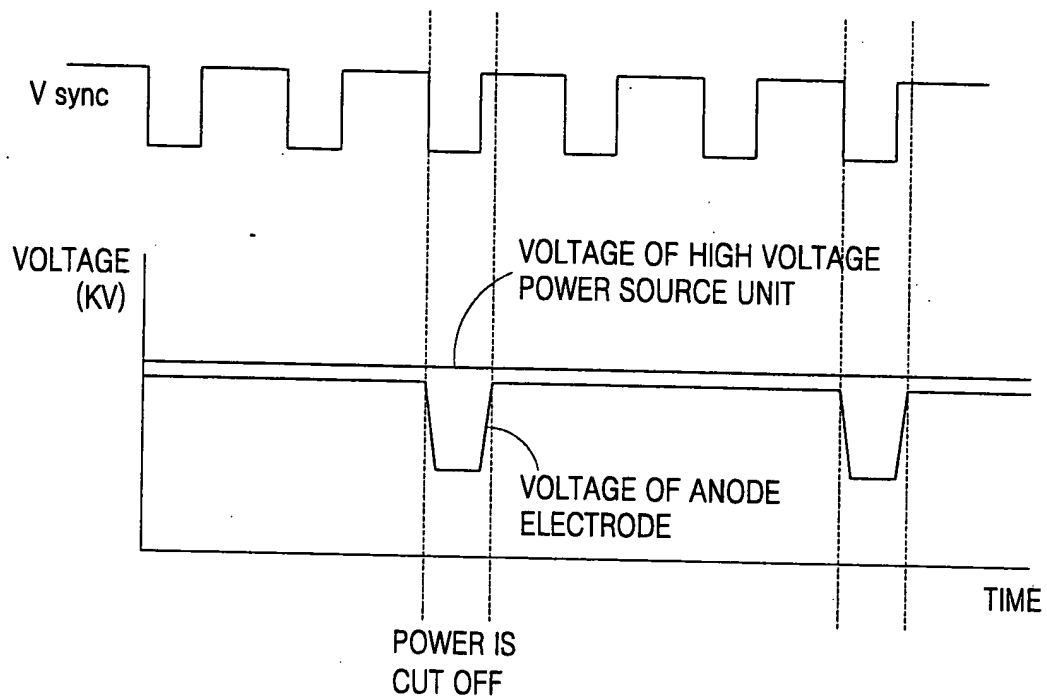 V sync
VOLTAGE
(KV)
VOLTAGE OF HIGH VOLTAGE
POWER SOURCE UNIT
VOLTAGE OF ANODE
ELECTRODE
TIME
POWER IS
CUT OFF